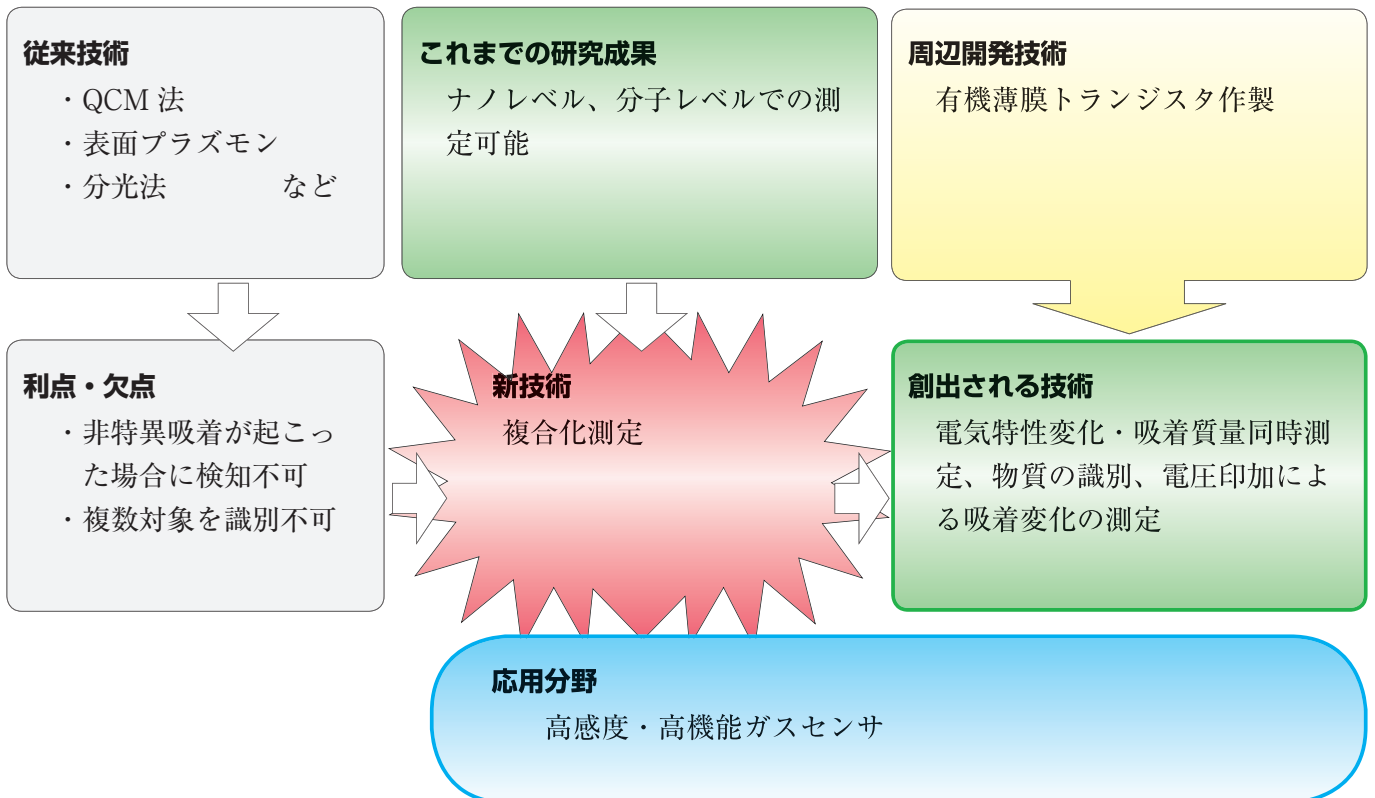 従来技術
・QCM 法
・表面プラズモン
・分光法　　　　など
これまでの研究成果
ナノレベル、分子レベルでの測
定可能
周辺開発技術
有機薄膜トランジスタ作製
利点・欠点
・非特異吸着が起こっ
た場合に検知不可
・複数対象を識別不可
新技術
複合化測定
創出される技術
電気特性変化・吸着質量同時測
定、物質の識別、電圧印加によ
る吸着変化の測定
応用分野
高感度・高機能ガスセンサ